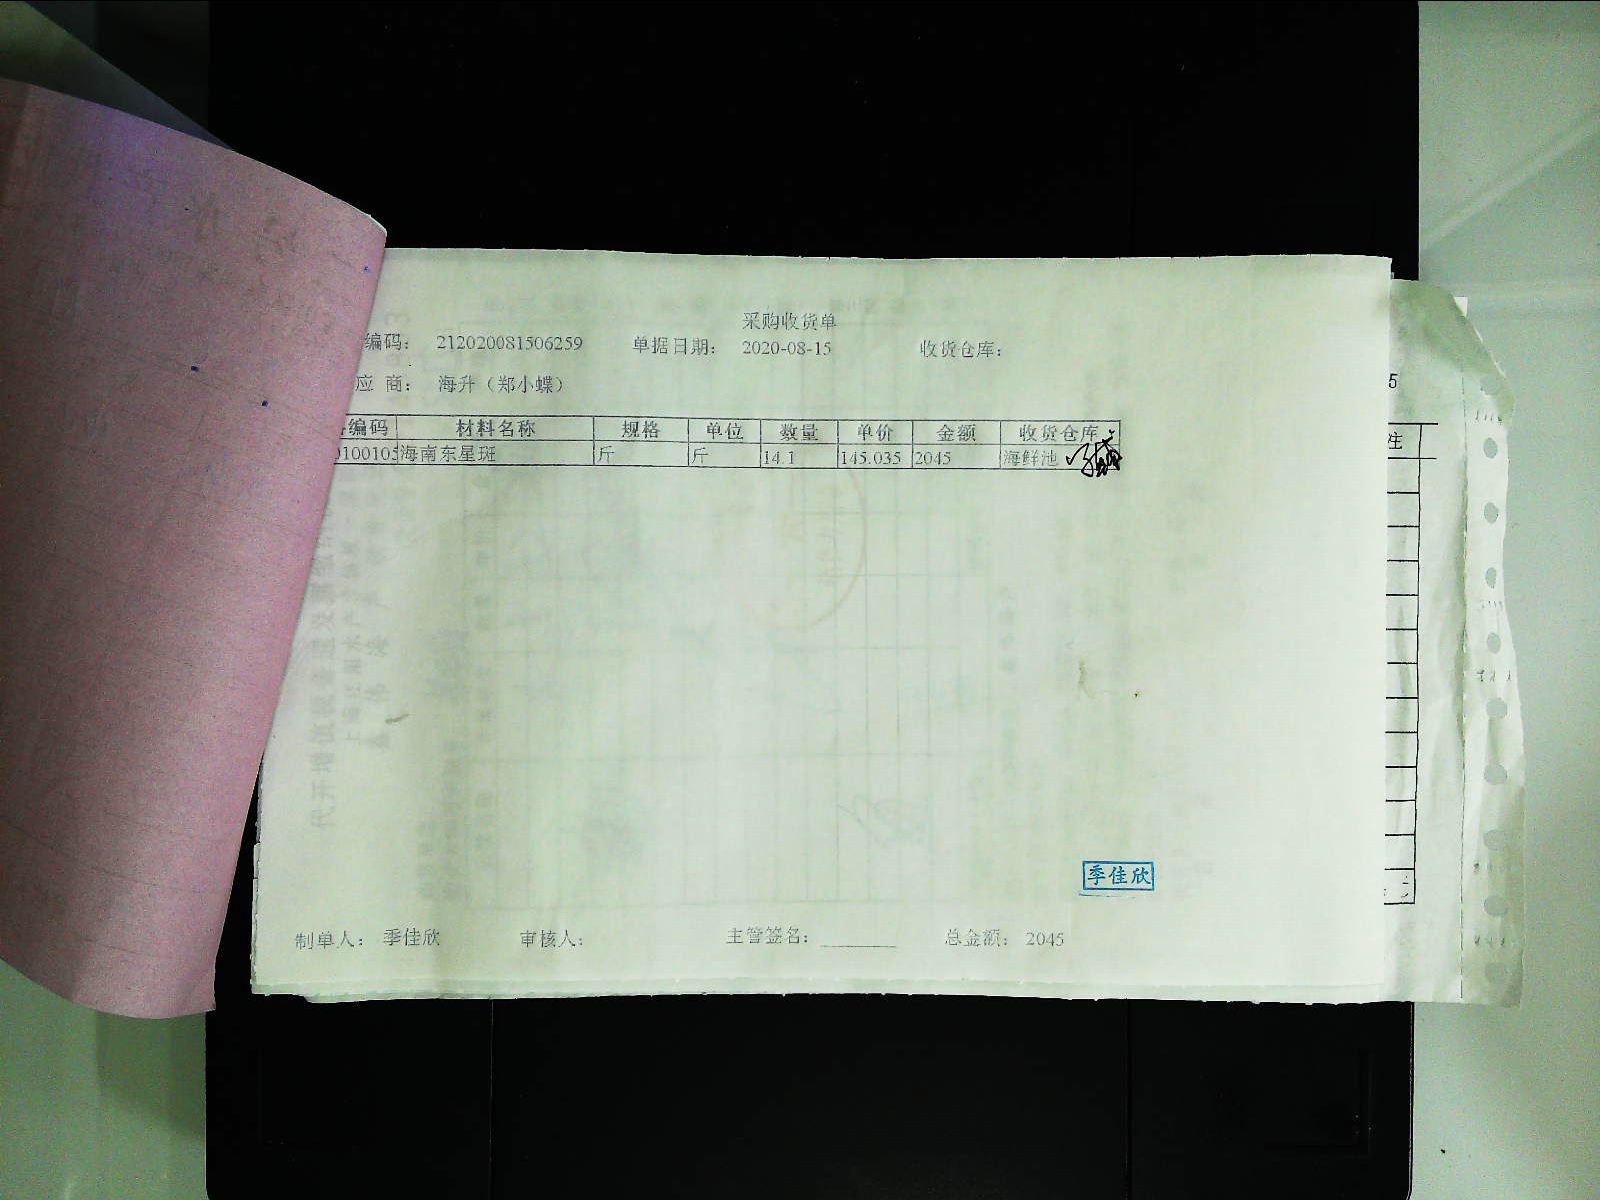 采购收货单
编码: 212020081506259 单据日期: 2020-08-15 收货仓库:
应 商: 海升（郑小蝶）
编码 材料名称 规格 单位 数量 单价 金额 收货仓库
0100105 海南东星斑 斤 斤 14.1 145.035 2045 海鲜池
季佳欣
制单人: 季佳欣 审核人: 主管签名: 总金额: 2045
5
注